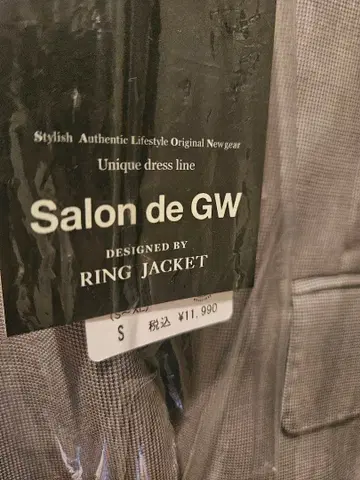 Stylish Authentic Lifestyle Original Newgear
Unique dress line
Salon de GW
DESIGNED BY
RING JACKET
(S~XL)
S 税込 ¥11,990